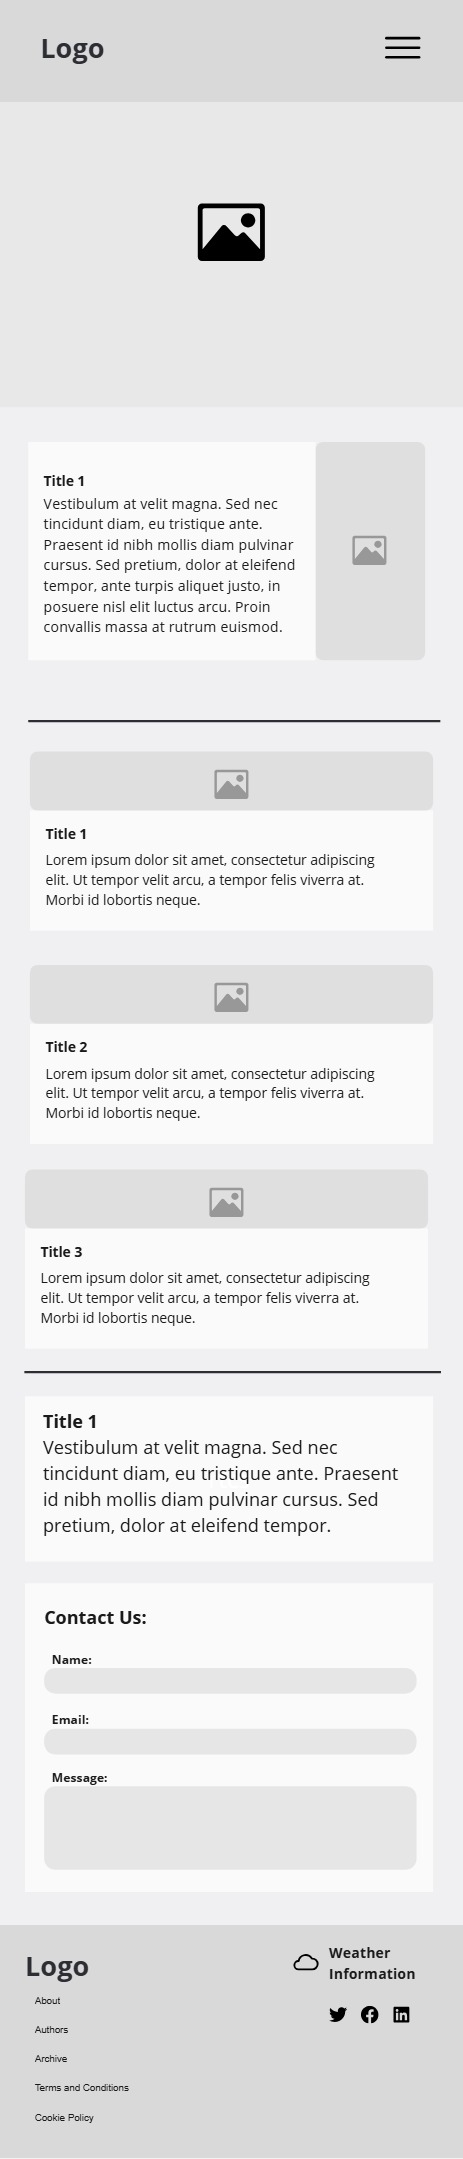 Logo
Title 1
Vestibulum at velit magna. Sed nec
tincidunt diam, eu tristique ante.
Praesent id nibh mollis diam pulvinar
cursus. Sed pretium, dolor at eleifend
tempor, ante turpis aliquet justo, in
posuere nisl elit luctus arcu. Proin
convallis massa at rutrum euismod.
Title 1
Lorem ipsum dolor sit amet, consectetur adipiscing
elit. Ut tempor velit arcu, a tempor felis viverra at.
Morbi id lobortis neque.
Title 2
Lorem ipsum dolor sit amet, consectetur adipiscing
elit. Ut tempor velit arcu, a tempor felis viverra at.
Morbi id lobortis neque.
Title 3
Lorem ipsum dolor sit amet, consectetur adipiscing
elit. Ut tempor velit arcu, a tempor felis viverra at.
Morbi id lobortis neque.
Title 1
Vestibulum at velit magna. Sed nec
tincidunt diam, eu tristique ante. Praesent
id nibh mollis diam pulvinar cursus. Sed
pretium, dolor at eleifend tempor.
Contact Us:
Name:
Email:
Message:
Logo
About
Authors
Archive
Terms and Conditions
Cookie Policy
Weather
Information